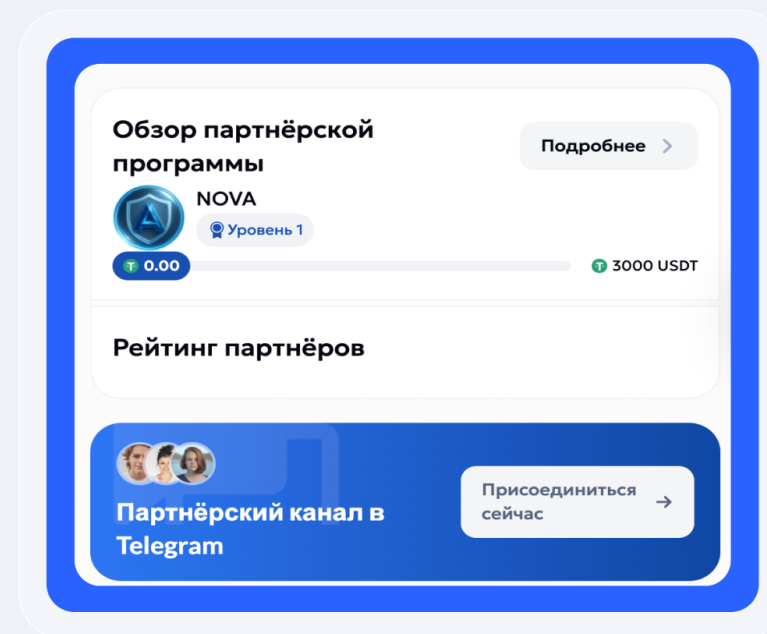 Обзор партнёрской
программы
Подробнее
NOVA
Уровень 1
0.00
3000 USDT
Рейтинг партнёров
Партнёрский канал в
Telegram
Присоединиться
сейчас